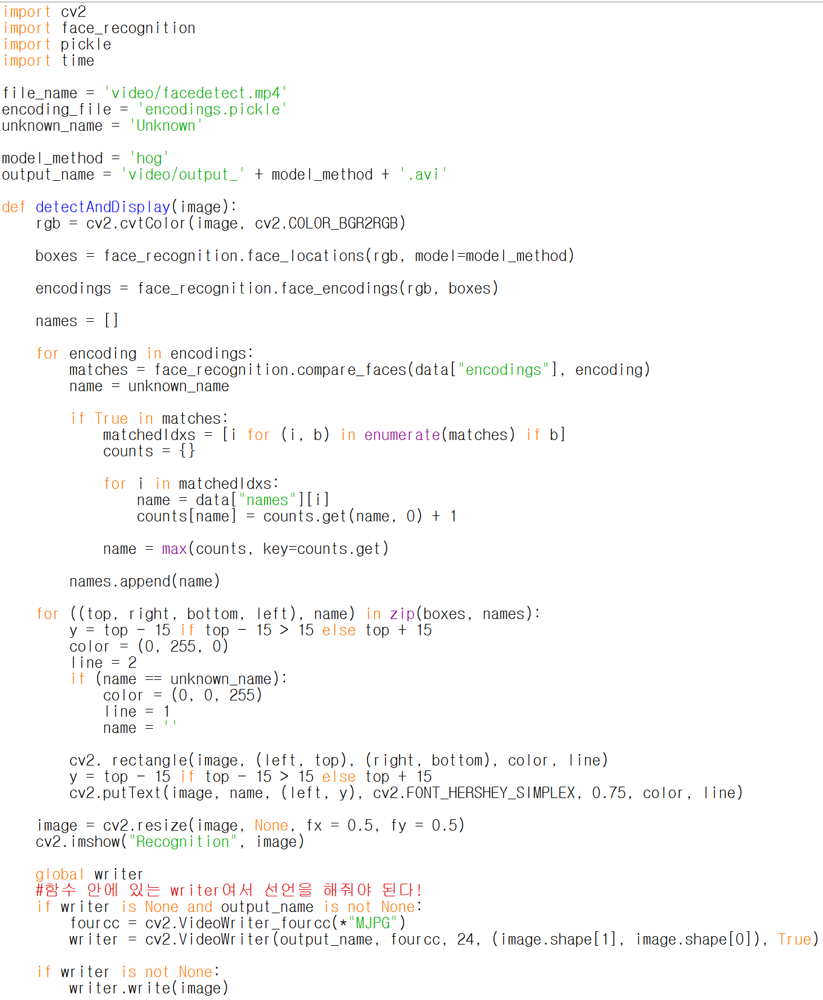 import cv2
import face_recognition
import pickle
import time

file_name = 'video/facedetect.mp4'
encoding_file = 'encodings.pickle'
unknown_name = 'Unknown'

model_method = 'hog'
output_name = 'video/output_' + model_method + '.avi'

def detectAndDisplay(image):
    rgb = cv2.cvtColor(image, cv2.COLOR_BGR2RGB)

    boxes = face_recognition.face_locations(rgb, model=model_method)

    encodings = face_recognition.face_encodings(rgb, boxes)

    names = []

    for encoding in encodings:
        matches = face_recognition.compare_faces(data["encodings"], encoding)
        name = unknown_name

        if True in matches:
            matchedIdxs = [i for (i, b) in enumerate(matches) if b]
            counts = {}

            for i in matchedIdxs:
                name = data["names"][i]
                counts[name] = counts.get(name, 0) + 1

            name = max(counts, key=counts.get)

        names.append(name)

    for ((top, right, bottom, left), name) in zip(boxes, names):
        y = top - 15 if top - 15 > 15 else top + 15
        color = (0, 255, 0)
        line = 2
        if (name == unknown_name):
            color = (0, 0, 255)
            line = 1
            name = ''

        cv2. rectangle(image, (left, top), (right, bottom), color, line)
        y = top - 15 if top - 15 > 15 else top + 15
        cv2.putText(image, name, (left, y), cv2.FONT_HERSHEY_SIMPLEX, 0.75, color, line)

    image = cv2.resize(image, None, fx = 0.5, fy = 0.5)
    cv2.imshow("Recognition", image)

    global writer
    #함수 안에 있는 writer여서 선언을 해줘야 된다!
    if writer is None and output_name is not None:
        fourcc = cv2.VideoWriter_fourcc(*"MJPG")
        writer = cv2.VideoWriter(output_name, fourcc, 24, (image.shape[1], image.shape[0]), True)

    if writer is not None:
        writer.write(image)